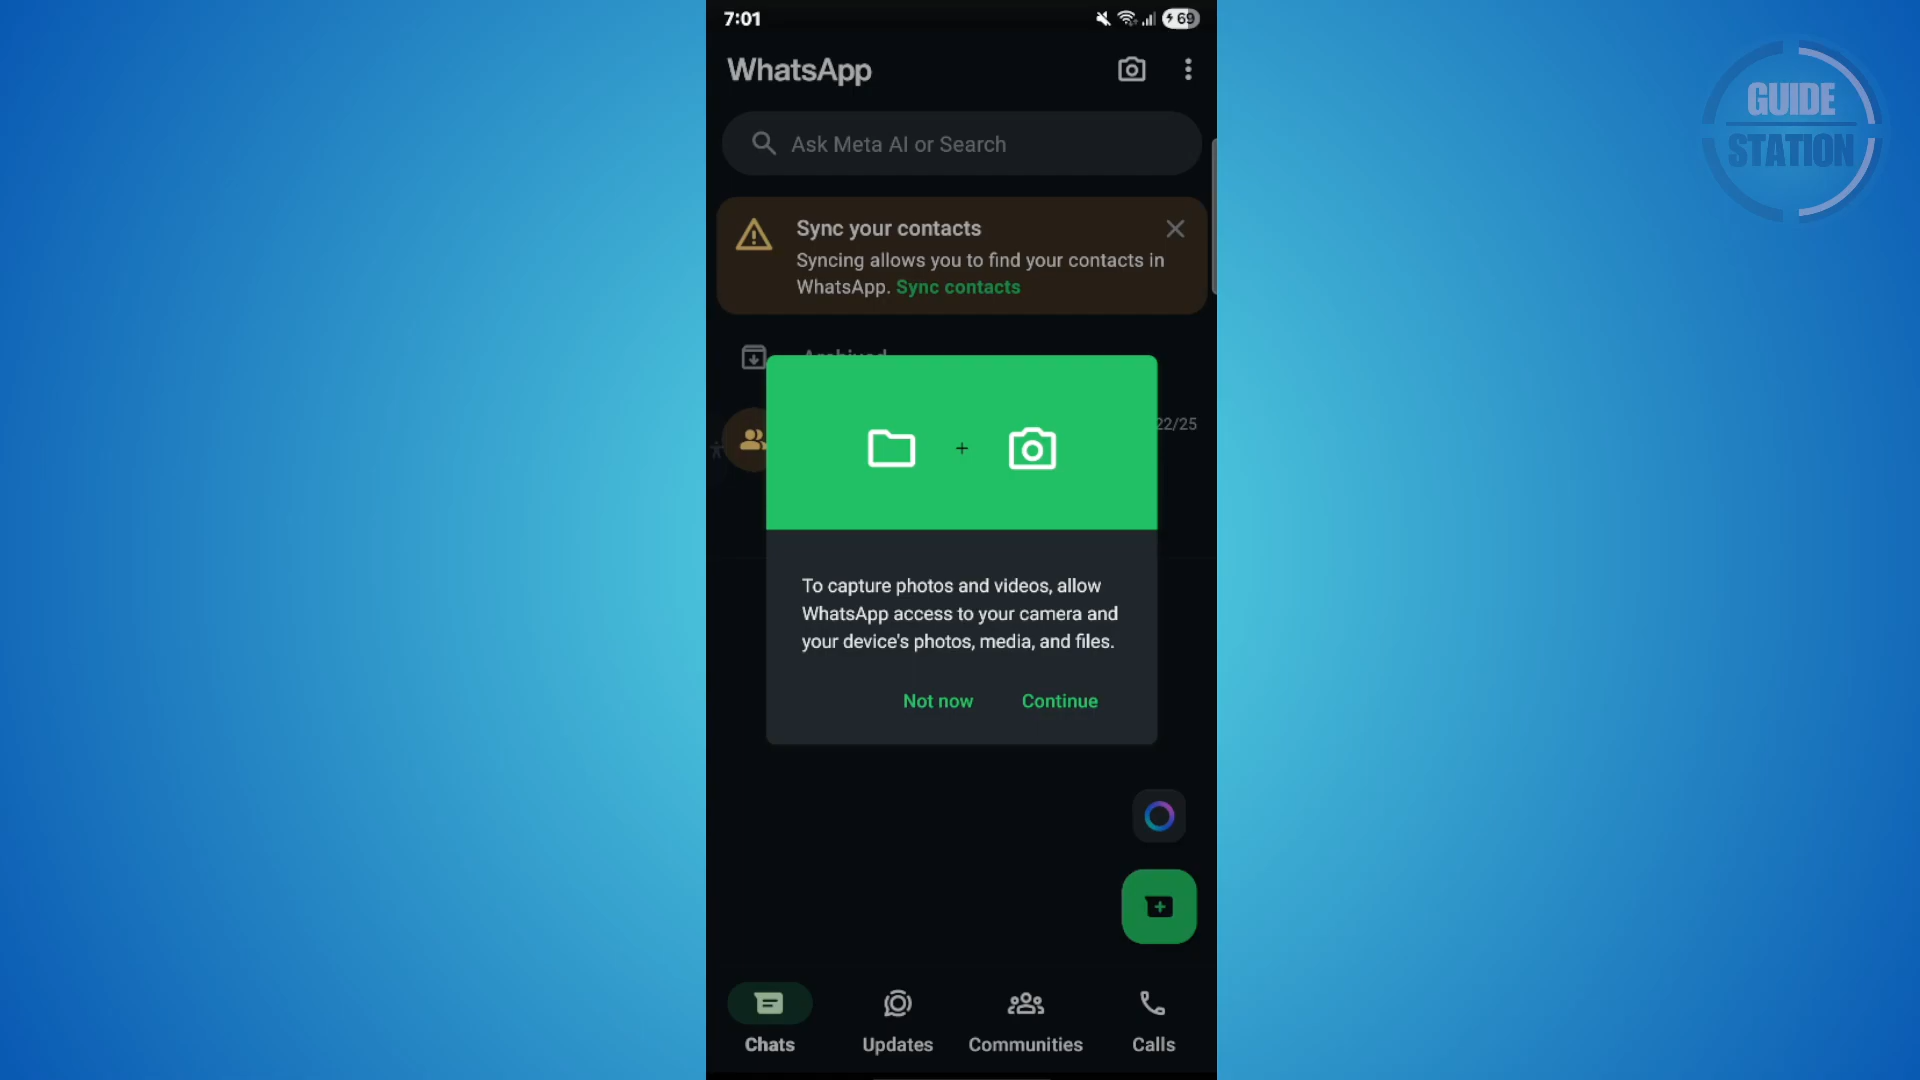 7:01
69
WhatsApp
GUIDE
STATION
Ask Meta AI or Search
Sync your contacts
Syncing allows you to find your contacts in
WhatsApp. Sync contacts
Archived
22/25
To capture photos and videos, allow
WhatsApp access to your camera and
your device's photos, media, and files.
Not now
Continue
Chats
Updates
Communities
Calls